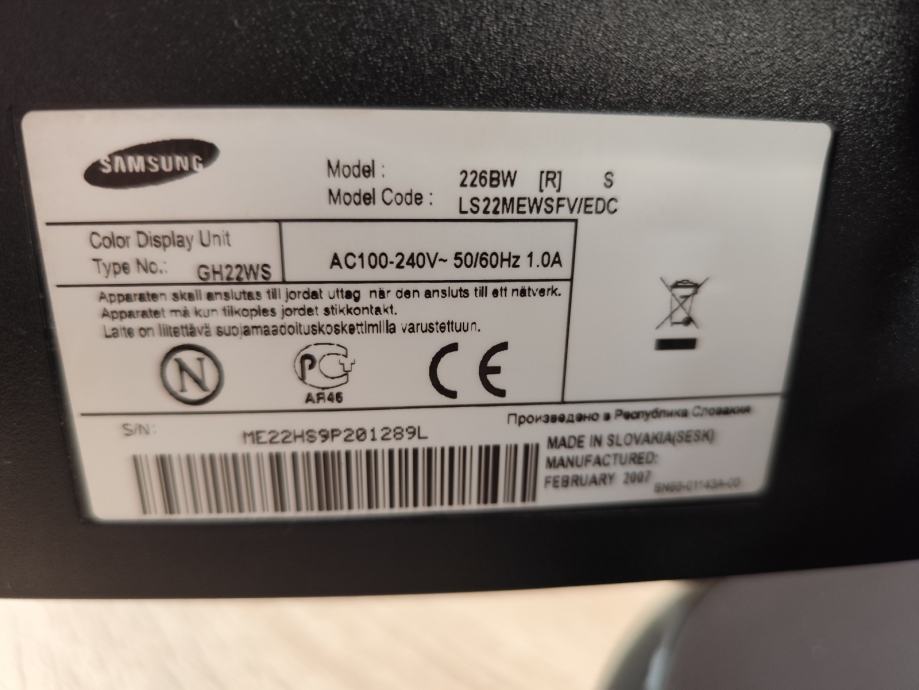 SAMSUNG
Model : 226BW [R] S
Model Code : LS22MEWSFV/EDC
Color Display Unit
Type No.: GH22WS
AC100-240V~ 50/60Hz 1.0A
Apparaten skall anslutas till jordat uttag när den ansluts till ett nätverk.
Apparatet må kun tilkoples jordet stikkontakt.
Laite on liitettävä suojamaadoituskoskettimilla varustettuun.
N
PCT
AR46
CE
Произведено в Республика Словакия
S/N: ME22HS9P201289L
MADE IN SLOVAKIA(SESK)
MANUFACTURED:
FEBRUARY 2007